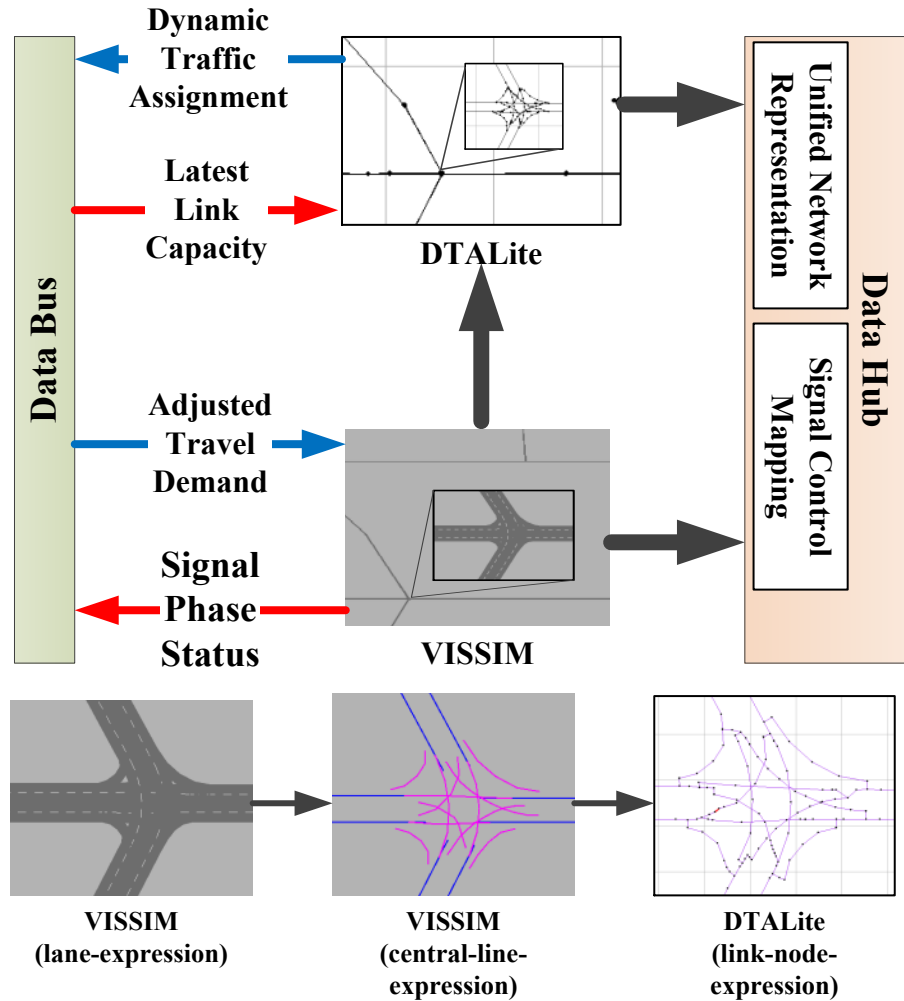 Dynamic
Traffic
Assignment
Latest
Link
Capacity
DTALite
Data Bus
Unified Network
Representation
Data Hub
Signal Control
Mapping
Adjusted
Travel
Demand
Signal
Phase
Status
VISSIM
VISSIM
(lane-expression)
VISSIM
(central-line-
expression)
DTALite
(link-node-
expression)